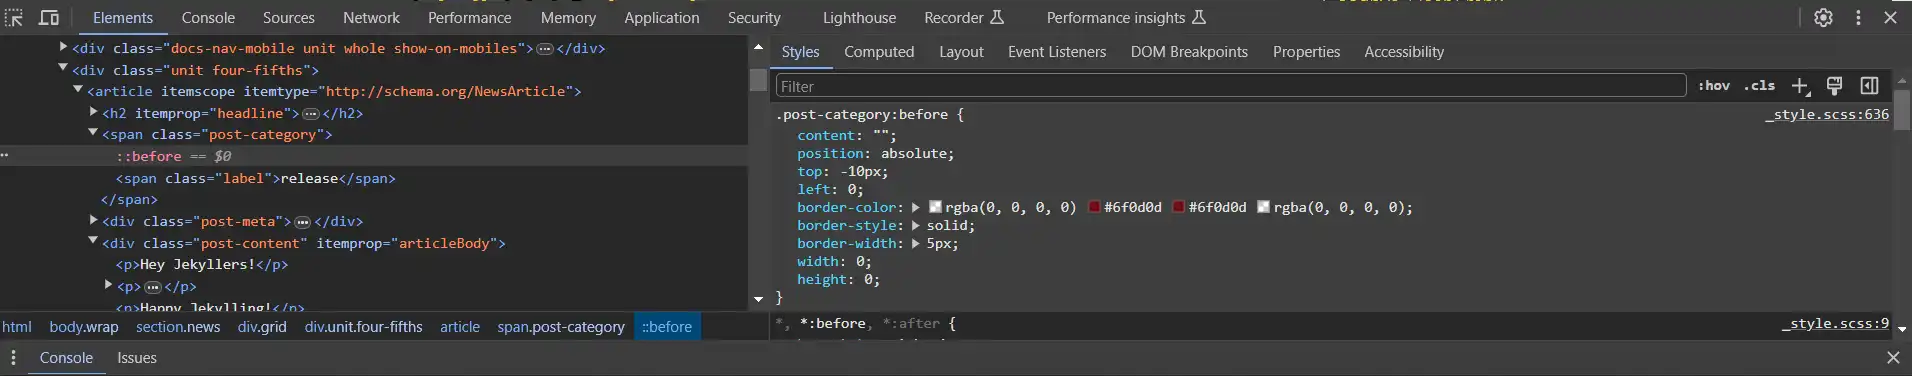 Elements Console Sources Network Performance Memory Application Security Lighthouse Recorder Performance insights
<div class="docs-nav-mobile unit whole show-on-mobiles"> </div>
<div class="unit four-fifths">
<article itemscope itemtype="http://schema.org/NewsArticle">
<h2 itemprop="headline"> </h2>
<span class="post-category">
::before == $0
<span class="label">release</span>
</span>
<div class="post-meta"> </div>
<div class="post-content" itemprop="articleBody">
<p>Hey Jekyllers!</p>
<p> </p>
<p>Happy Jekylling!</p>
html body.wrap section.news div.grid div.unit.four-fifths article span.post-category ::before
Styles Computed Layout Event Listeners DOM Breakpoints Properties Accessibility
Filter :hov .cls
.post-category:before { _style.scss:636
content: "";
position: absolute;
top: -10px;
left: 0;
border-color: rgba(0, 0, 0, 0) #6f0d0d #6f0d0d rgba(0, 0, 0, 0);
border-style: solid;
border-width: 5px;
width: 0;
height: 0;
}
*, *:before, *:after { _style.scss:9
Console Issues